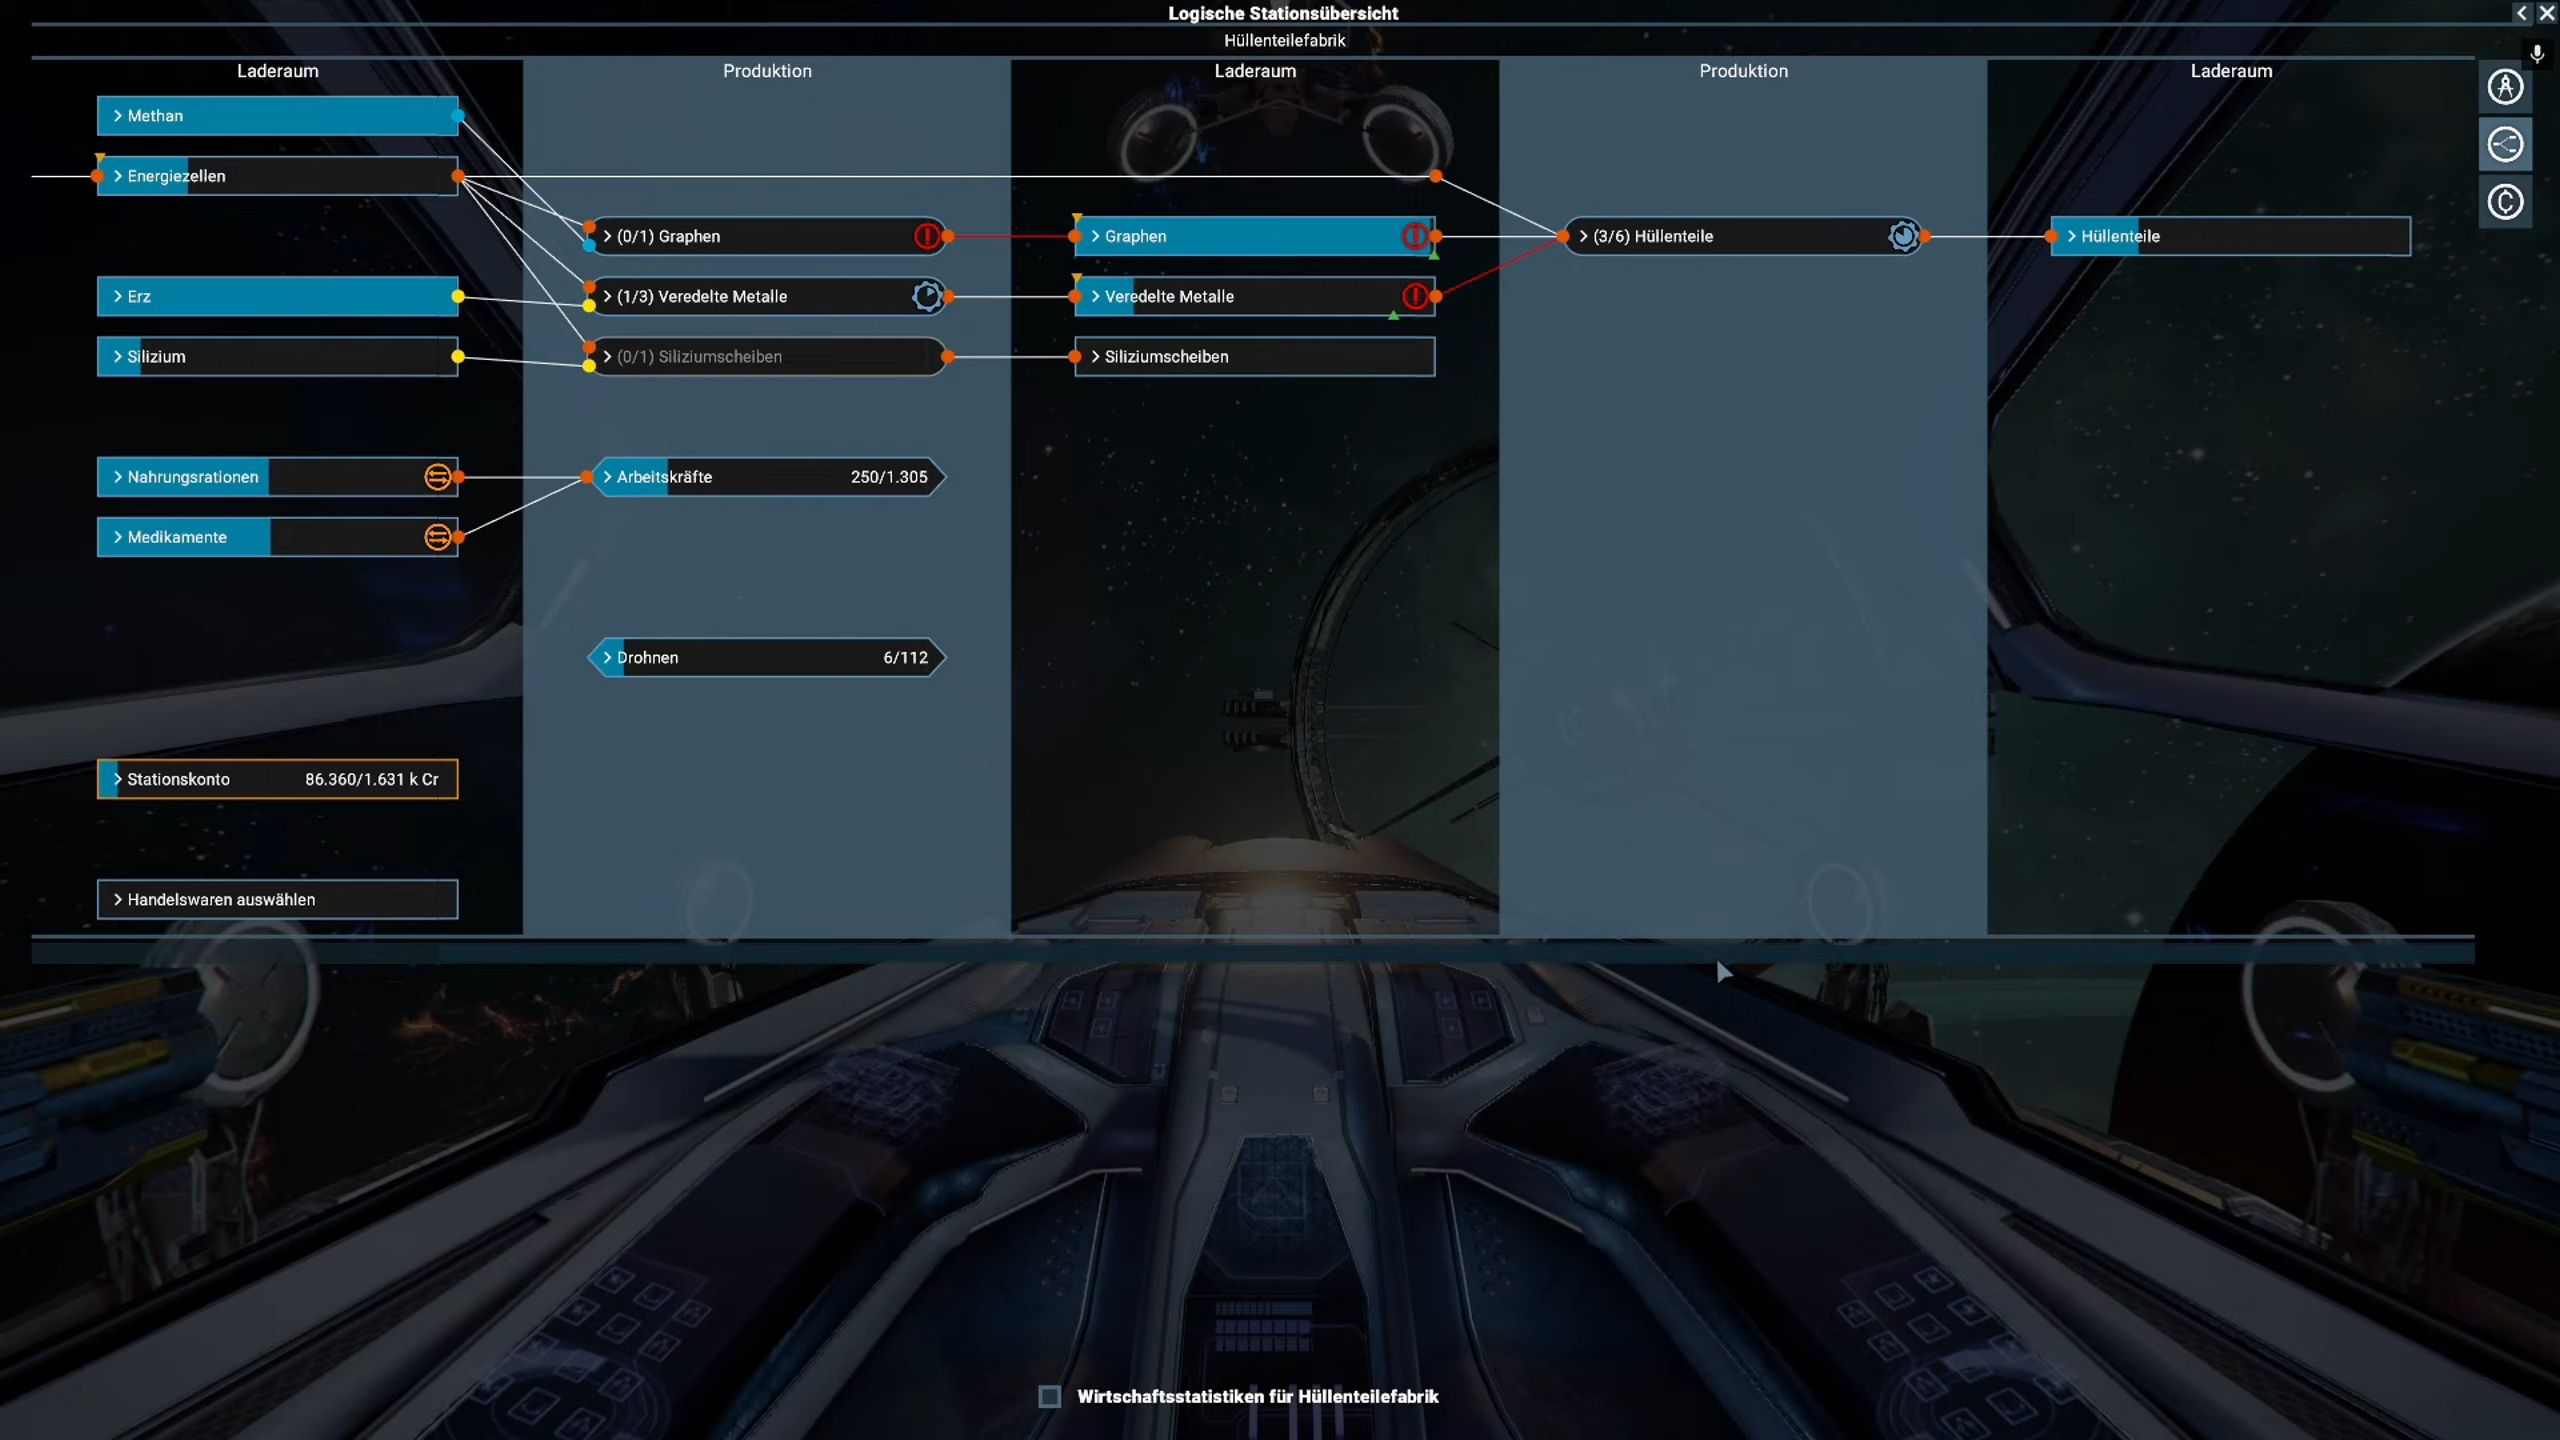 Logische Stationsübersicht
Hüllenteilefabrik
Laderaum Produktion Laderaum Produktion Laderaum
Methan
Energiezellen
(0/1) Graphen Graphen (3/6) Hüllenteile Hüllenteile
Erz (1/3) Veredelte Metalle Veredelte Metalle
Silizium (0/1) Siliziumscheiben Siliziumscheiben
Nahrungsrationen Arbeitskräfte 250/1.305
Medikamente
Drohnen 6/112
Stationskonto 86.360/1.631 k Cr
Handelswaren auswählen
Wirtschaftsstatistiken für Hüllenteilefabrik